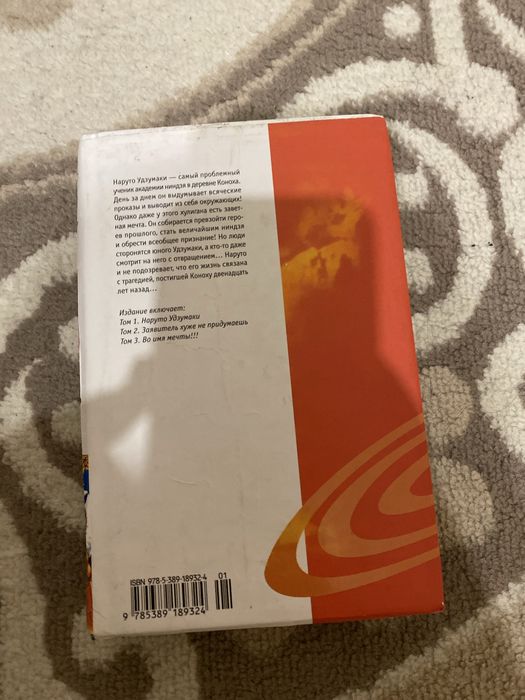 Наруто Удзумаки — самый проблемный
ученик академии ниндзя в деревне Коноха.
День за днем он выдумывает всяческие
проказы и выводит из себя окружающих!
Однако даже у этого хулигана есть завет-
ная мечта. Он собирается превзойти геро-
ев прошлого, стать величайшим ниндзя
и обрести всеобщее признание! Но люди
сторонятся юного Удзумаки, а кто-то даже
смотрит на него с отвращением... Наруто
и не подозревает, что его жизнь связана
с трагедией, постигшей Коноху двенадцать
лет назад...
Издание включает:
Том 1. Наруто Удзумаки
Том 2. Заявитель хуже не придумаешь
Том 3. Во имя мечты!!!
ISBN 978-5-389-18932-4
01
9 785389 189324